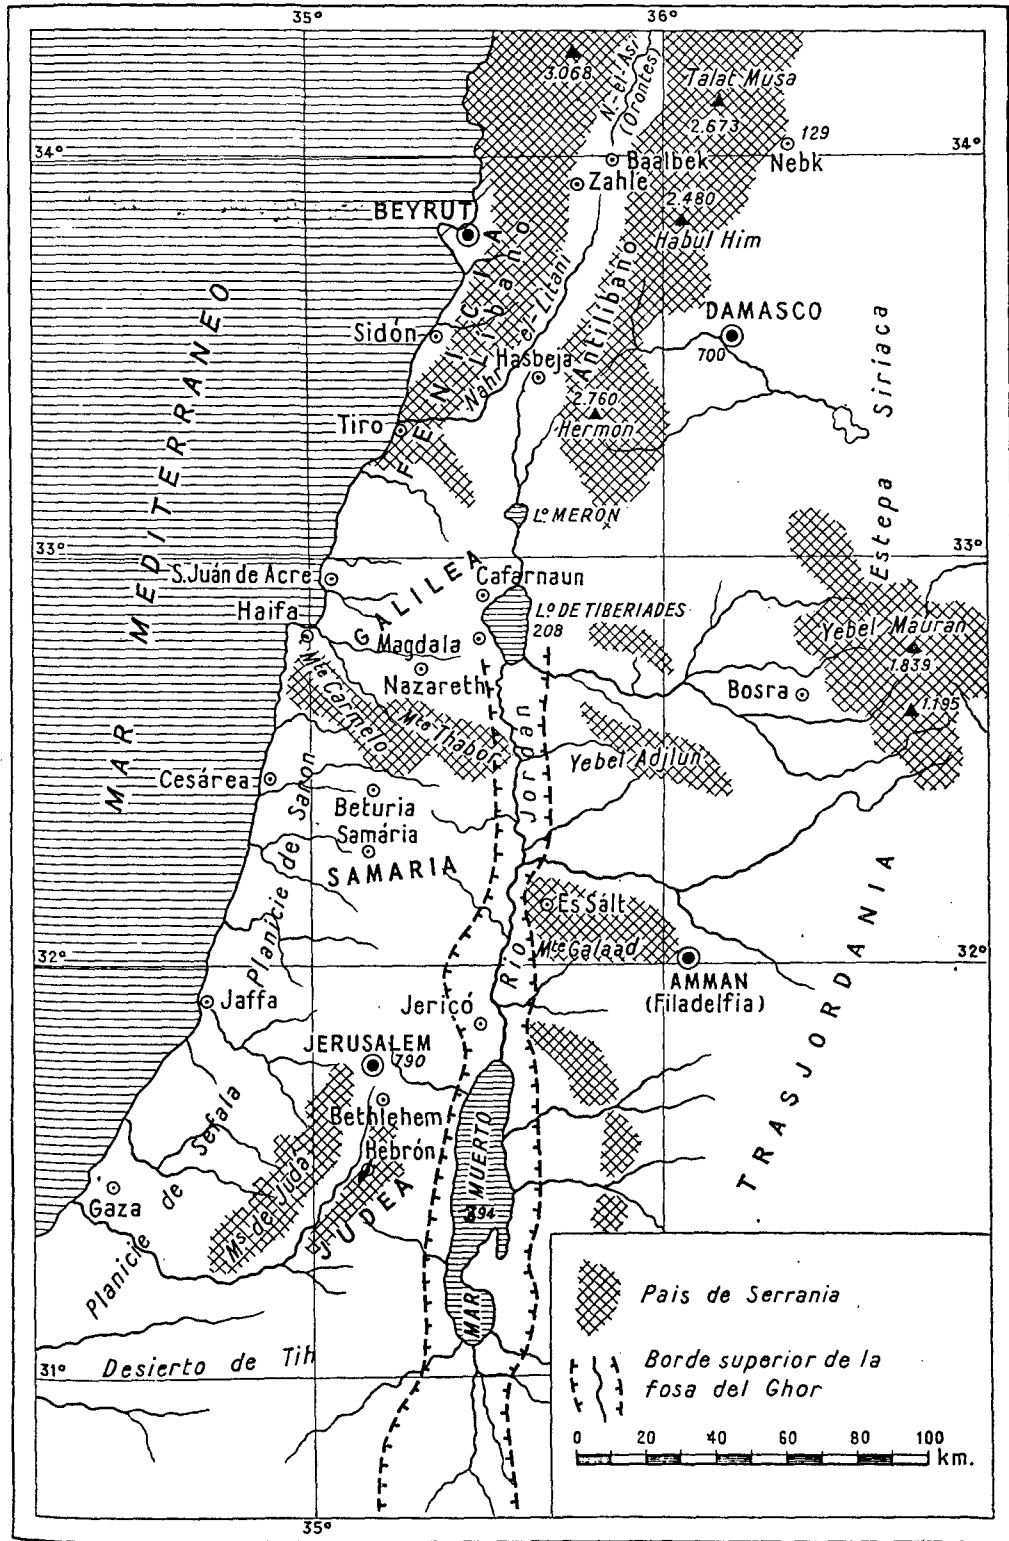 35°
36°
3.068
N.-el-Asi
(Orontes)
Talat Musa
2.673
129
Nebk
34°
34°
Baalbek
Zahle
2.480
Habul Him
BEYRUT
FENICIA
Libano
Nahr el-Litani
Antilibano
DAMASCO
700
Sidón
Hasbeja
2.760
Hermon
Tiro
Estepa Siriaca
MAR MEDITERRANEO
Lº MERON
33°
33°
S.Juán de Acre
GALILEA
Cafarnaun
Haifa
Lº DE TIBERIADES
208
Magdala
Nazareth
Yebel Mauran
1.839
1.195
Bosra
Mte Carmelo
Mte Thabor
Yebel Adjlun
Cesárea
Beturia
Samária
SAMARIA
Planicie de Saron
Rio Jordan
Es Sált
Mte Galaad
32°
32°
AMMAN
(Filadelfia)
TRASJORDANIA
Jaffa
Jericó
JERUSALEM
790
Bethlehem
Hebrón
Planicie de Sefala
Ms de Judá
JUDEA
MAR MUERTO
394
Gaza
Desierto de Tih
31°
35°
Pais de Serrania
Borde superior de la
fosa del Ghor
0 20 40 60 80 100
km.